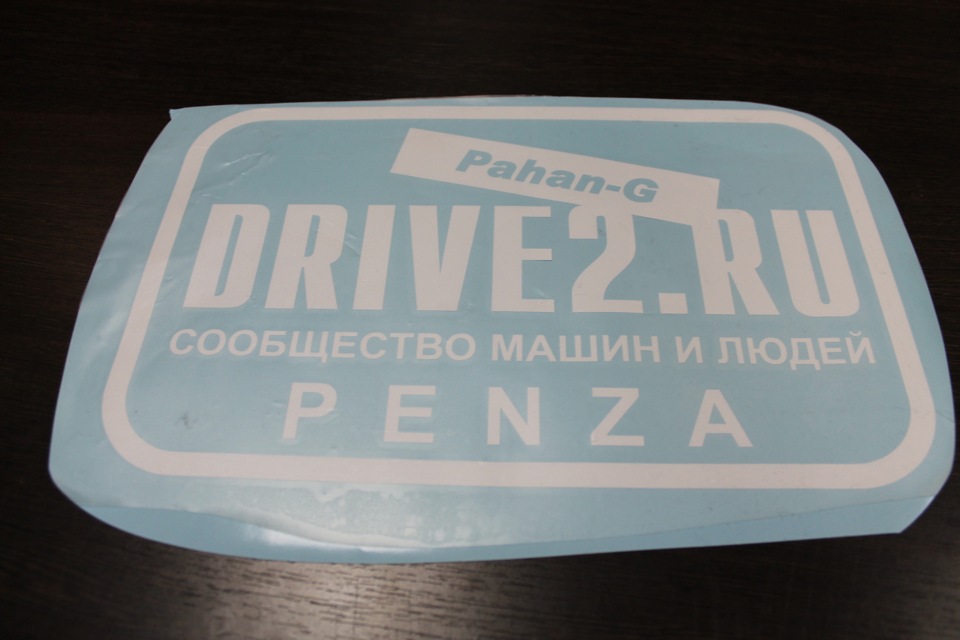 Pahan-G
DRIVE2.RU
СООБЩЕСТВО МАШИН И ЛЮДЕЙ
PENZA